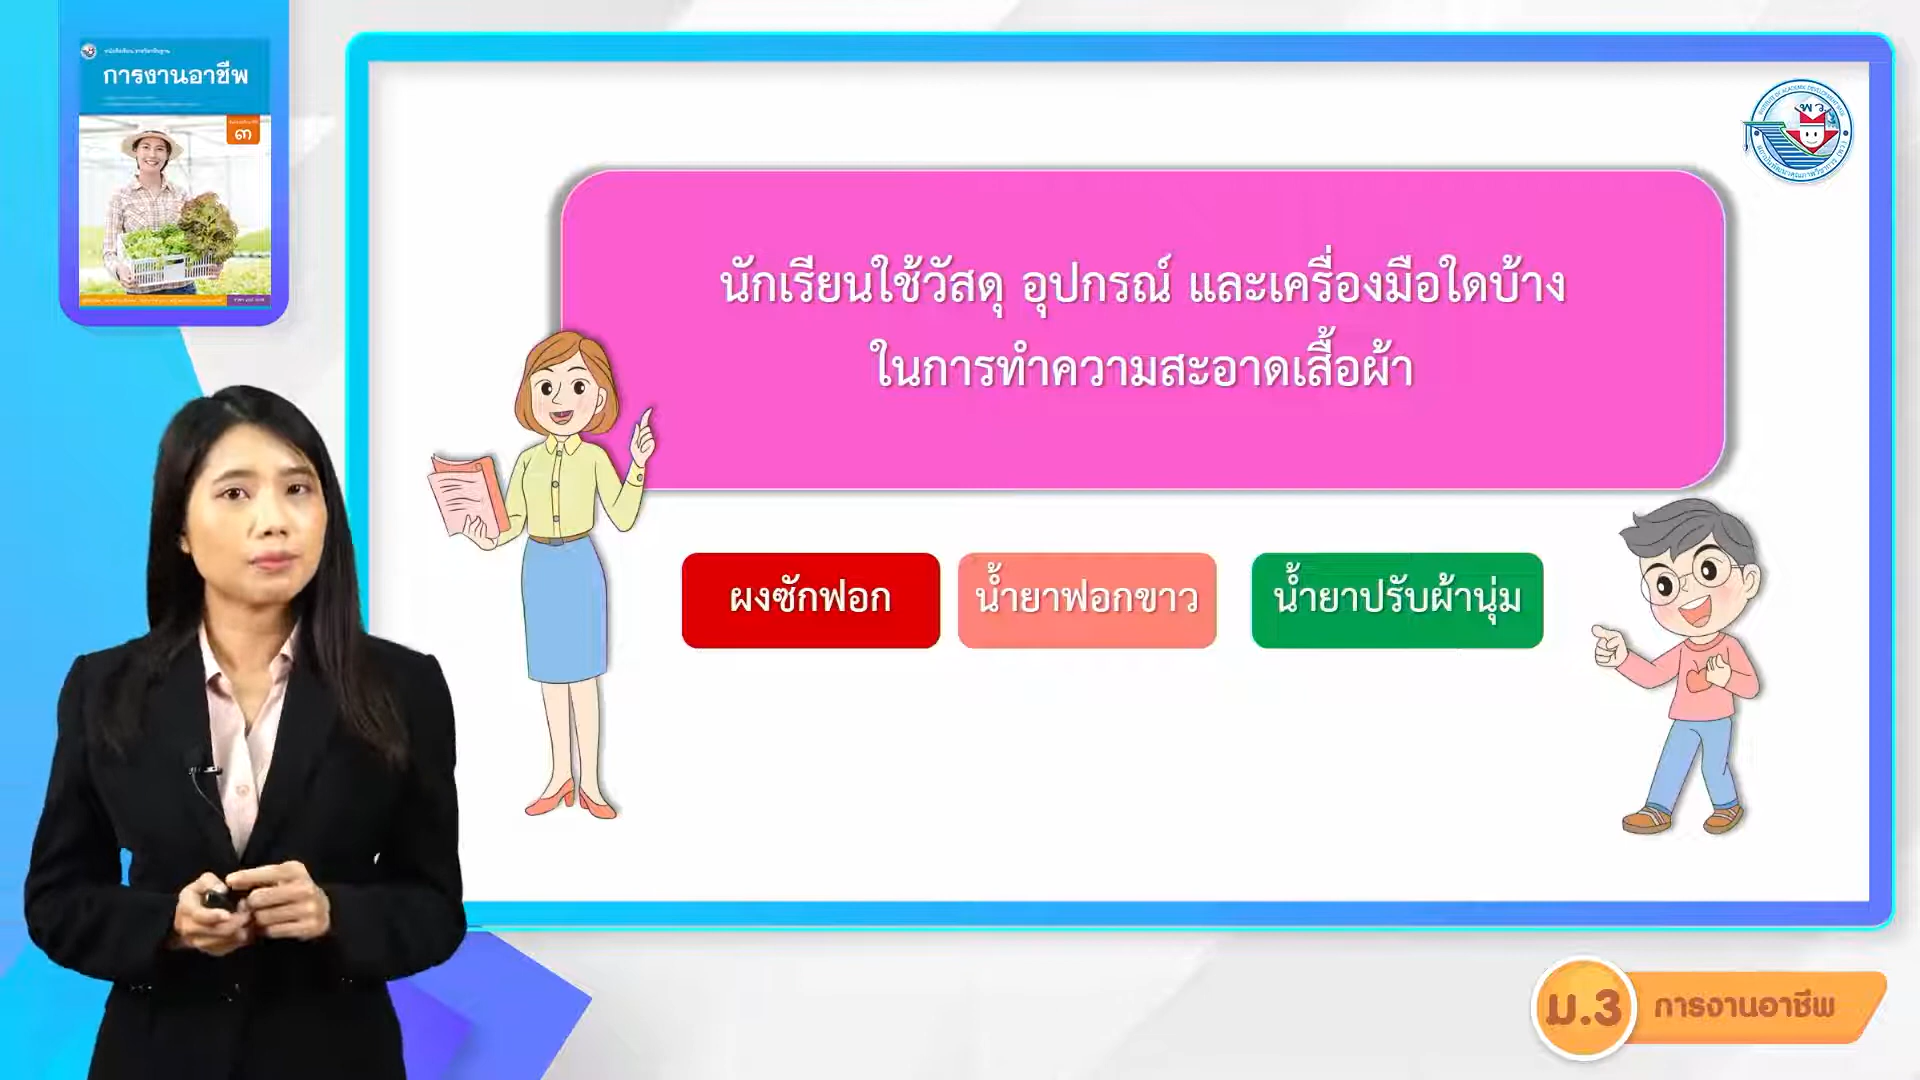 การงานอาชีพ
๓
พว
นักเรียนใช้วัสดุ อุปกรณ์ และเครื่องมือใดบ้าง
ในการทำความสะอาดเสื้อผ้า
ผงซักฟอก
น้ำยาฟอกขาว
น้ำยาปรับผ้านุ่ม
ม.3
การงานอาชีพ